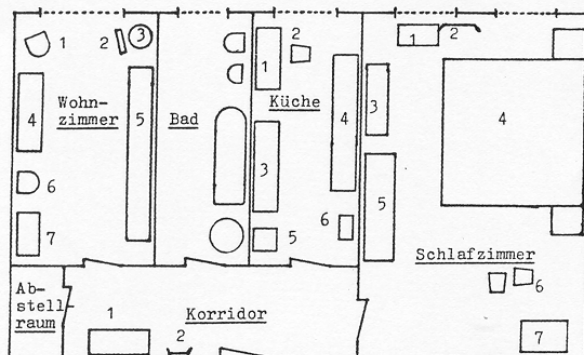 1 2 3
4 Wohn-
zimmer 5
6
7
Bad
2
1
Küche
4
3
6 5
1 2
3
4
5
Schlafzimmer
6
7
Ab-
stell-
raum
Korridor
1
2